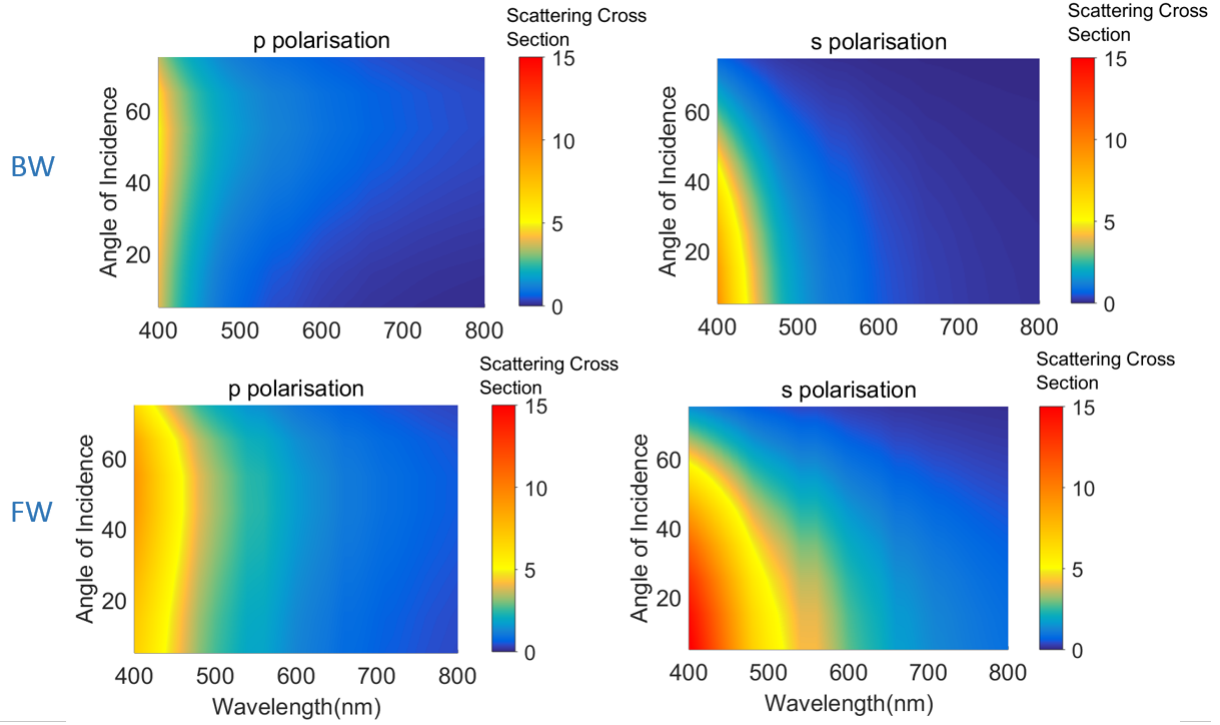 Scattering Cross
Section
p polarisation
15
10
5
0
Angle of Incidence
60
40
20
400 500 600 700 800
BW
Scattering Cross
Section
s polarisation
15
10
5
0
Angle of Incidence
60
40
20
400 500 600 700 800
Scattering Cross
Section
p polarisation
15
10
5
0
Angle of Incidence
60
40
20
400 500 600 700 800
Wavelength(nm)
FW
Scattering Cross
Section
s polarisation
15
10
5
0
Angle of Incidence
60
40
20
400 500 600 700 800
Wavelength(nm)